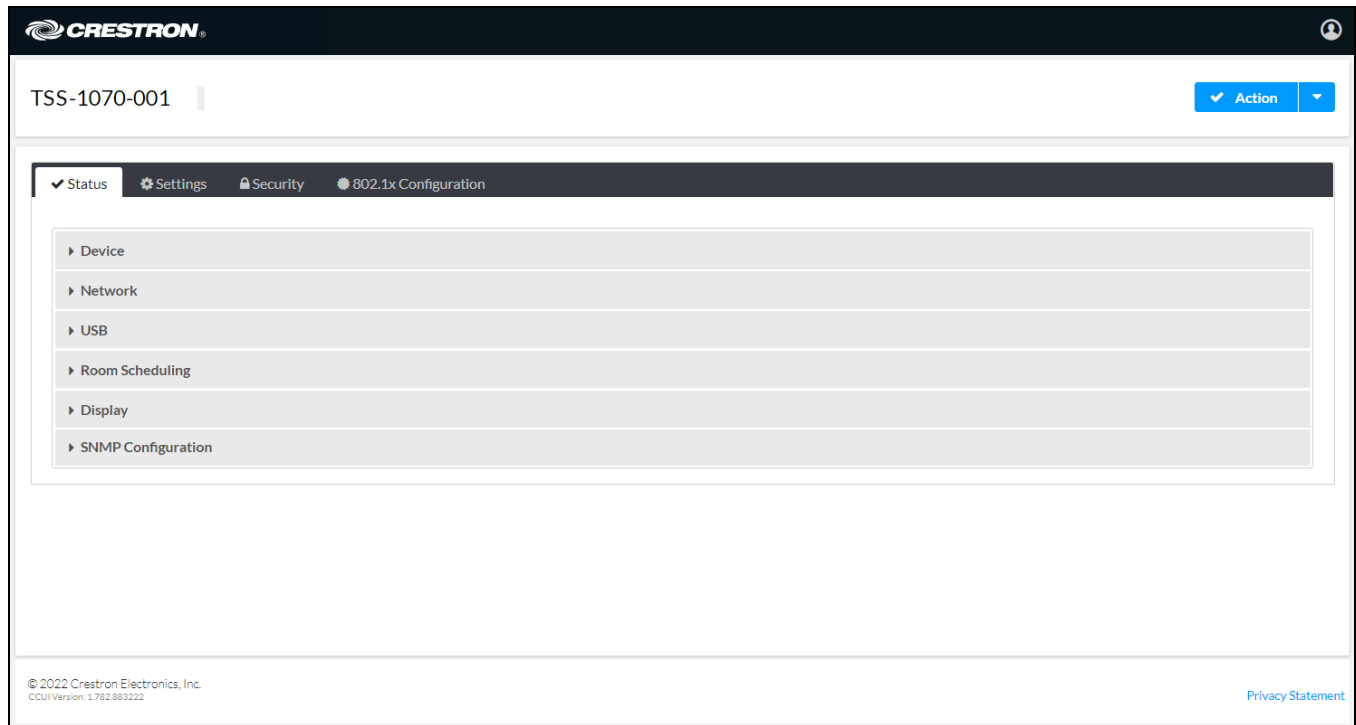 CRESTRON®
TSS-1070-001
Action
Status Settings Security 802.1x Configuration
Device
Network
USB
Room Scheduling
Display
SNMP Configuration
© 2022 Crestron Electronics, Inc.
CCUI Version: 1.782.883222
Privacy Statement